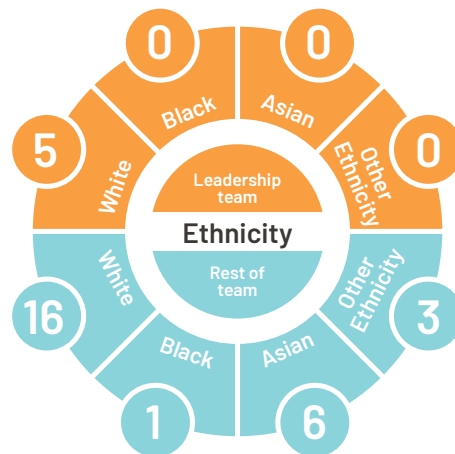 0
0
5
Black
Asian
0
White
Other
Ethnicity
Leadership
team
Ethnicity
Rest of
team
White
Other
Ethnicity
16
Black
Asian
3
1
6